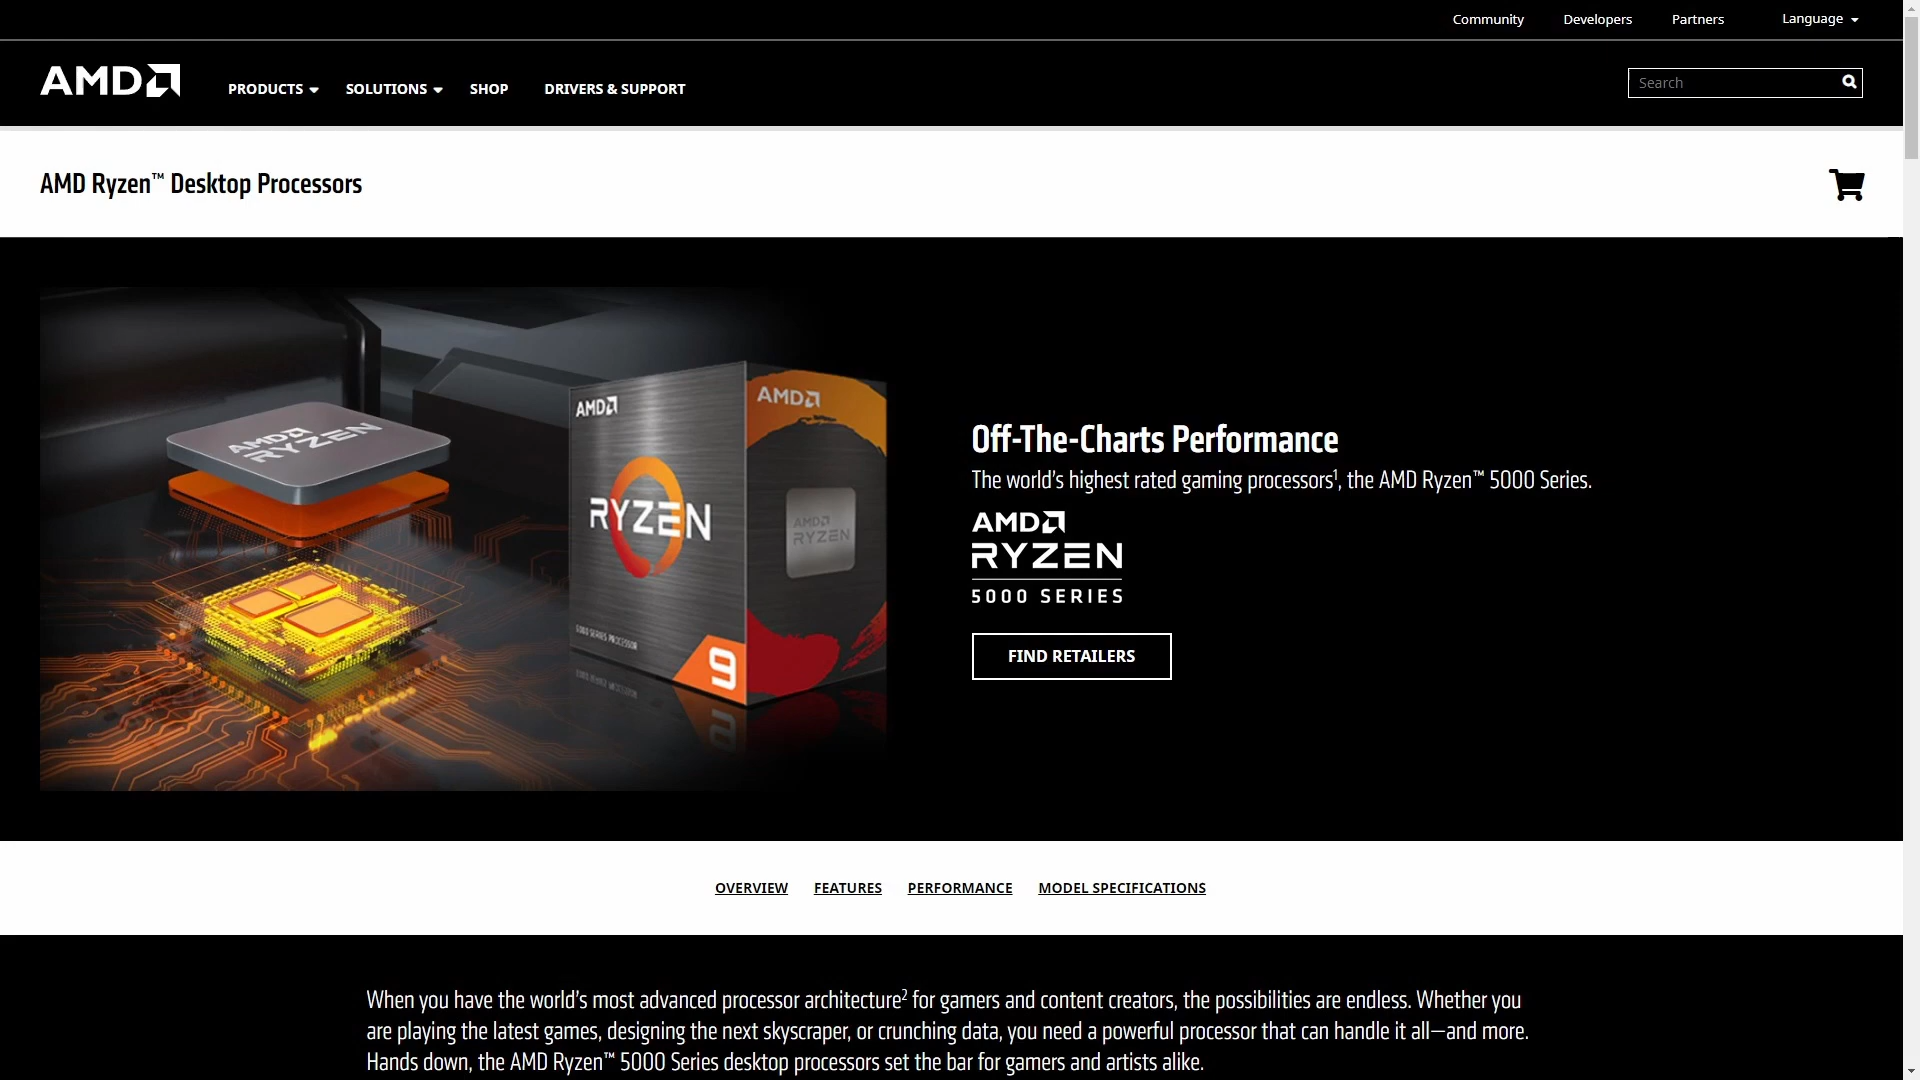 Community Developers Partners Language
AMD
PRODUCTS SOLUTIONS SHOP DRIVERS & SUPPORT
Search
AMD Ryzen™ Desktop Processors
AMD RYZEN
AMD
RYZEN
5000 SERIES PROCESSOR
9
AMD
AMD
RYZEN
Off-The-Charts Performance
The world's highest rated gaming processors¹, the AMD Ryzen™ 5000 Series.
AMD
RYZEN
5000 SERIES
FIND RETAILERS
OVERVIEW FEATURES PERFORMANCE MODEL SPECIFICATIONS
When you have the world's most advanced processor architecture² for gamers and content creators, the possibilities are endless. Whether you
are playing the latest games, designing the next skyscraper, or crunching data, you need a powerful processor that can handle it all—and more.
Hands down, the AMD Ryzen™ 5000 Series desktop processors set the bar for gamers and artists alike.